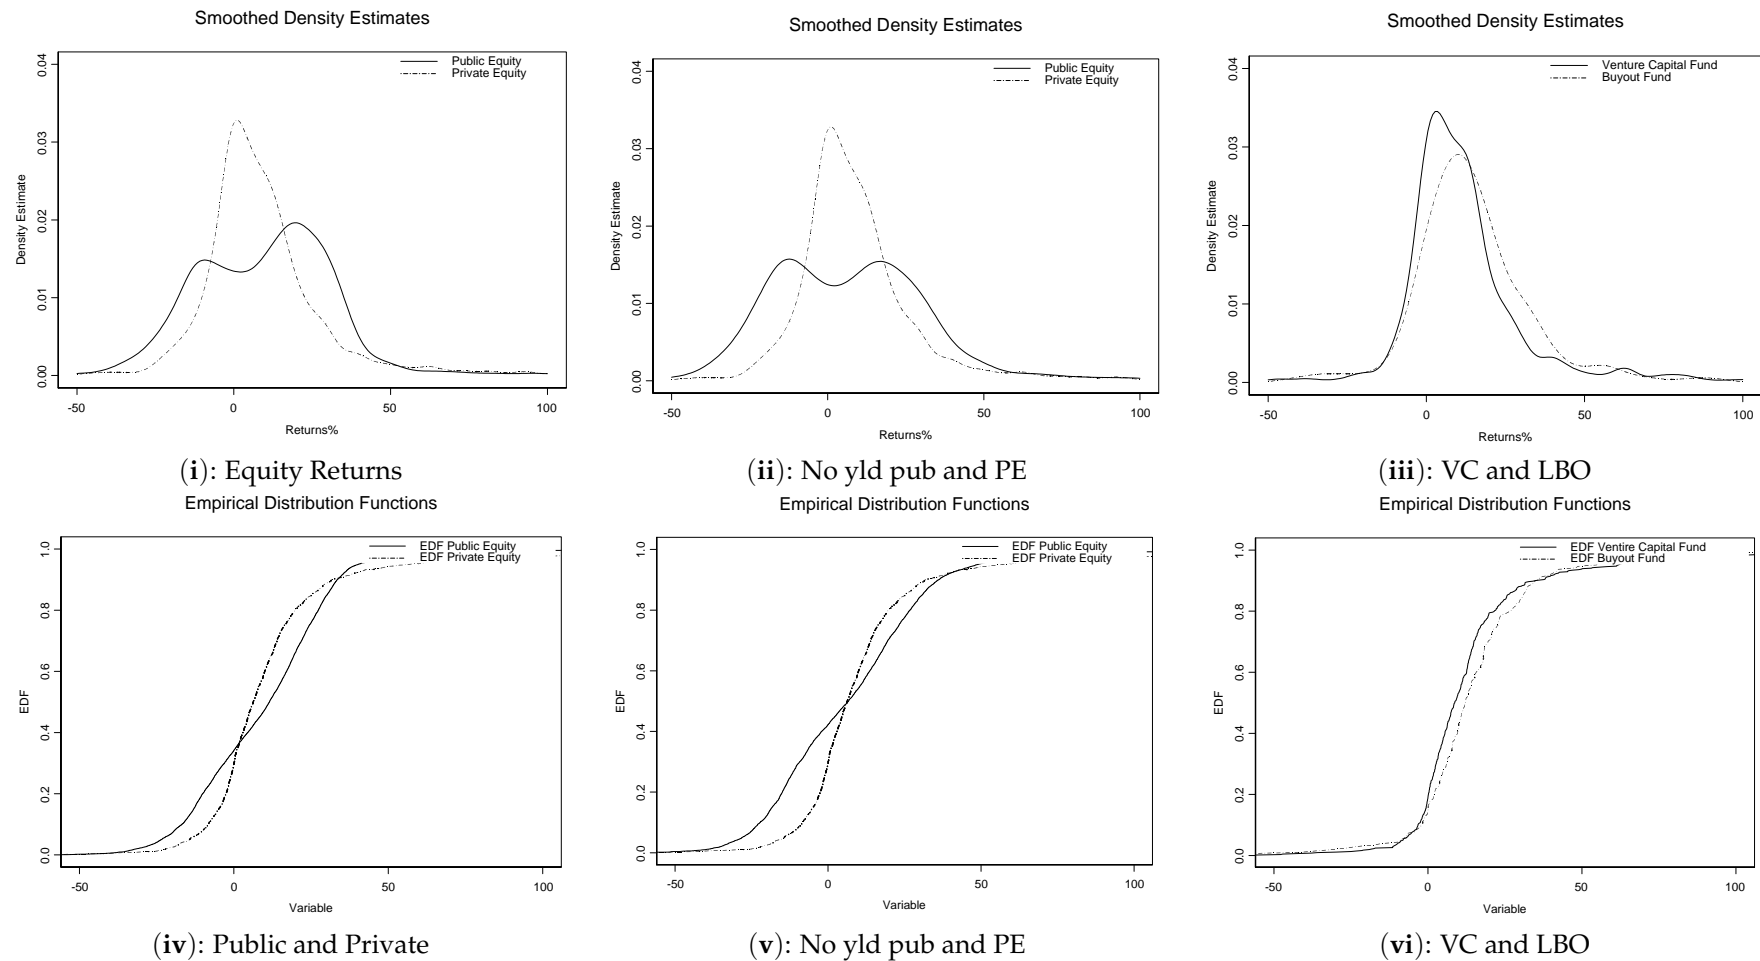 Smoothed Density Estimates
Public Equity
Private Equity
Density Estimate
0.00 0.01 0.02 0.03 0.04
-50 0 50 100
Returns%
(i): Equity Returns
Smoothed Density Estimates
Public Equity
Private Equity
Density Estimate
0.00 0.01 0.02 0.03 0.04
-50 0 50 100
Returns%
(ii): No yld pub and PE
Smoothed Density Estimates
Venture Capital Fund
Buyout Fund
Density Estimate
0.00 0.01 0.02 0.03 0.04
-50 0 50 100
Returns%
(iii): VC and LBO
Empirical Distribution Functions
EDF Public Equity
EDF Private Equity
EDF
0.0 0.2 0.4 0.6 0.8 1.0
-50 0 50 100
Variable
(iv): Public and Private
Empirical Distribution Functions
EDF Public Equity
EDF Private Equity
EDF
0.0 0.2 0.4 0.6 0.8 1.0
-50 0 50 100
Variable
(v): No yld pub and PE
Empirical Distribution Functions
EDF Ventire Capital Fund
EDF Buyout Fund
EDF
0.0 0.2 0.4 0.6 0.8 1.0
-50 0 50 100
Variable
(vi): VC and LBO